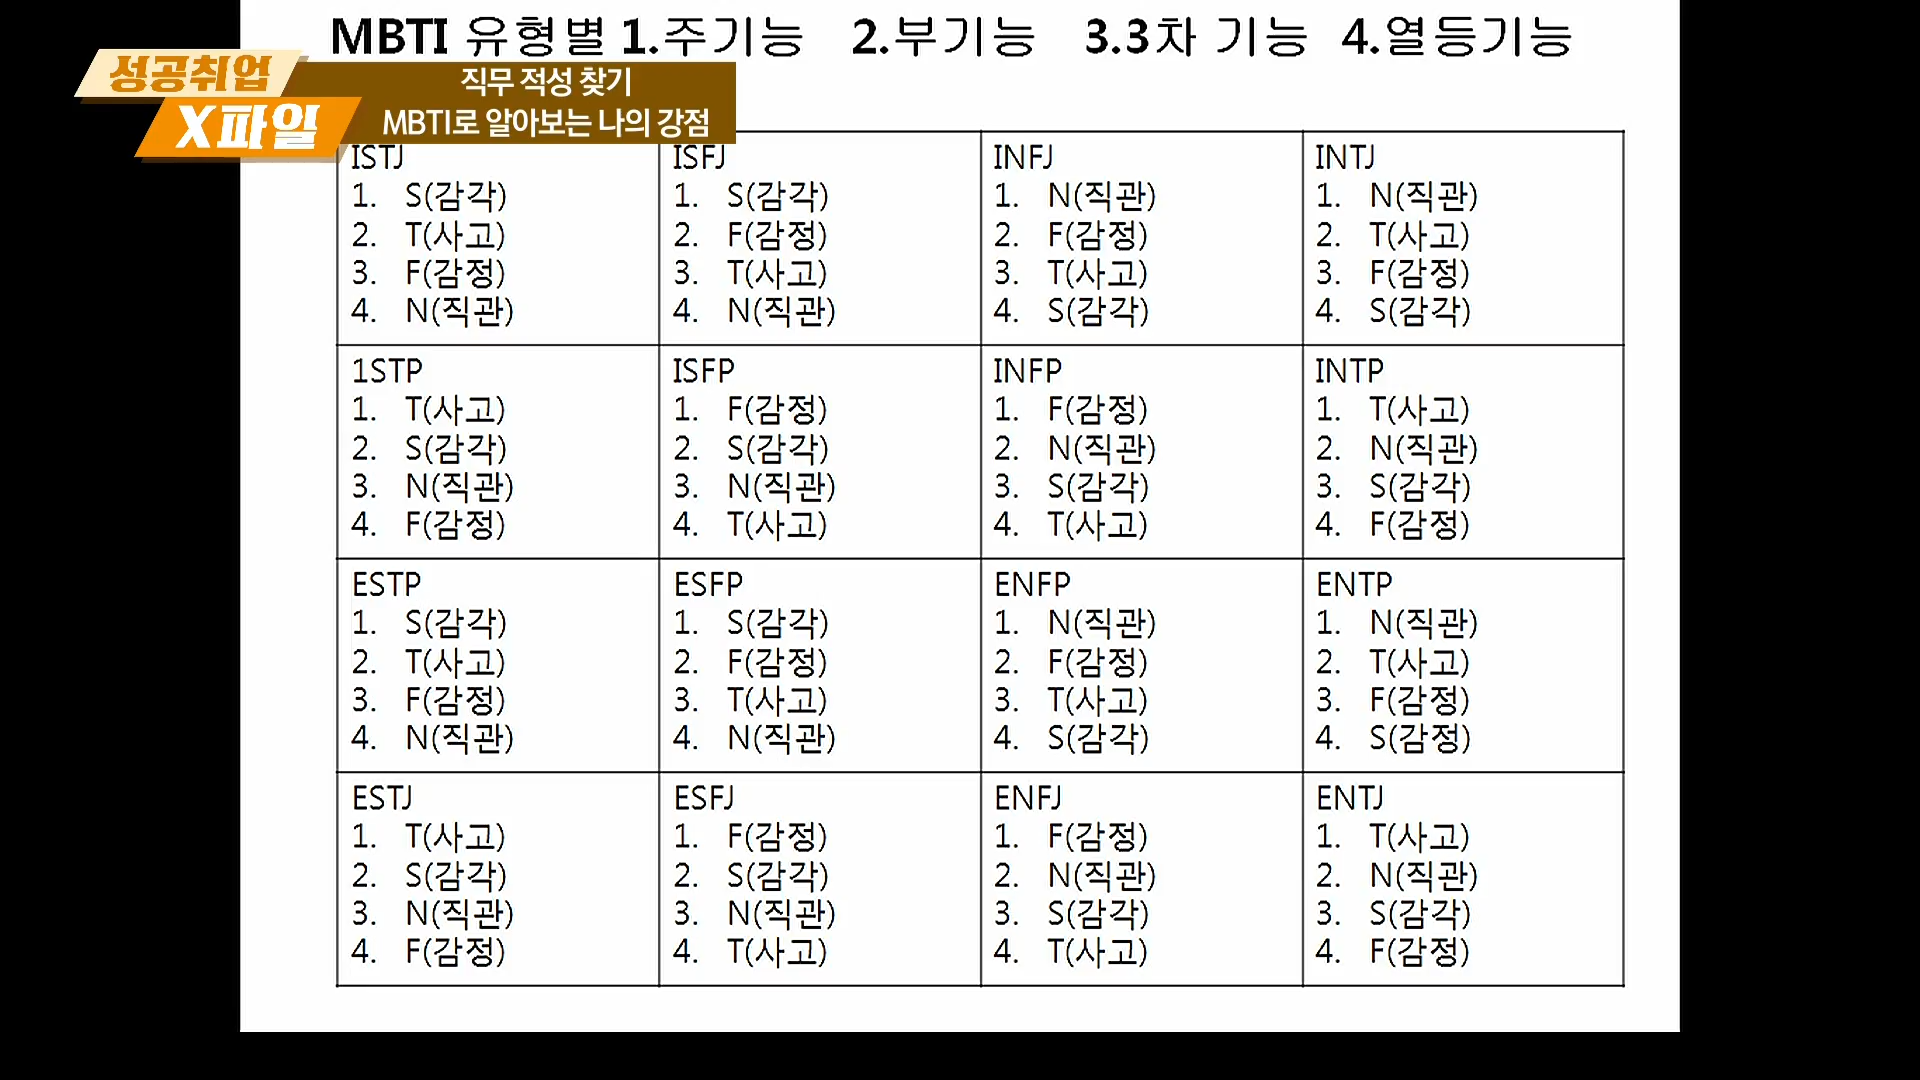 MBTI 유형별 1.주기능 2.부기능 3.3차 기능 4.열등기능
성공취업
X파일
직무 적성 찾기
MBTI로 알아보는 나의 강점
ISTJ
1. S(감각)
2. T(사고)
3. F(감정)
4. N(직관)
ISFJ
1. S(감각)
2. F(감정)
3. T(사고)
4. N(직관)
INFJ
1. N(직관)
2. F(감정)
3. T(사고)
4. S(감각)
INTJ
1. N(직관)
2. T(사고)
3. F(감정)
4. S(감각)
1STP
1. T(사고)
2. S(감각)
3. N(직관)
4. F(감정)
ISFP
1. F(감정)
2. S(감각)
3. N(직관)
4. T(사고)
INFP
1. F(감정)
2. N(직관)
3. S(감각)
4. T(사고)
INTP
1. T(사고)
2. N(직관)
3. S(감각)
4. F(감정)
ESTP
1. S(감각)
2. T(사고)
3. F(감정)
4. N(직관)
ESFP
1. S(감각)
2. F(감정)
3. T(사고)
4. N(직관)
ENFP
1. N(직관)
2. F(감정)
3. T(사고)
4. S(감각)
ENTP
1. N(직관)
2. T(사고)
3. F(감정)
4. S(감정)
ESTJ
1. T(사고)
2. S(감각)
3. N(직관)
4. F(감정)
ESFJ
1. F(감정)
2. S(감각)
3. N(직관)
4. T(사고)
ENFJ
1. F(감정)
2. N(직관)
3. S(감각)
4. T(사고)
ENTJ
1. T(사고)
2. N(직관)
3. S(감각)
4. F(감정)